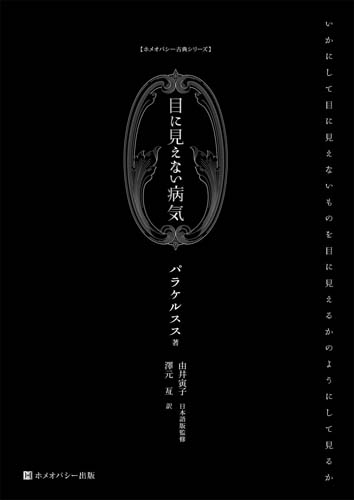 いかにして目に見えないものを目に見えるかのようにして見るか
【ホメオパシー古典シリーズ】
目に見えない病気
パラケルスス 著
由井寅子 日本語版監修
澤元 亙 訳
ホメオパシー出版